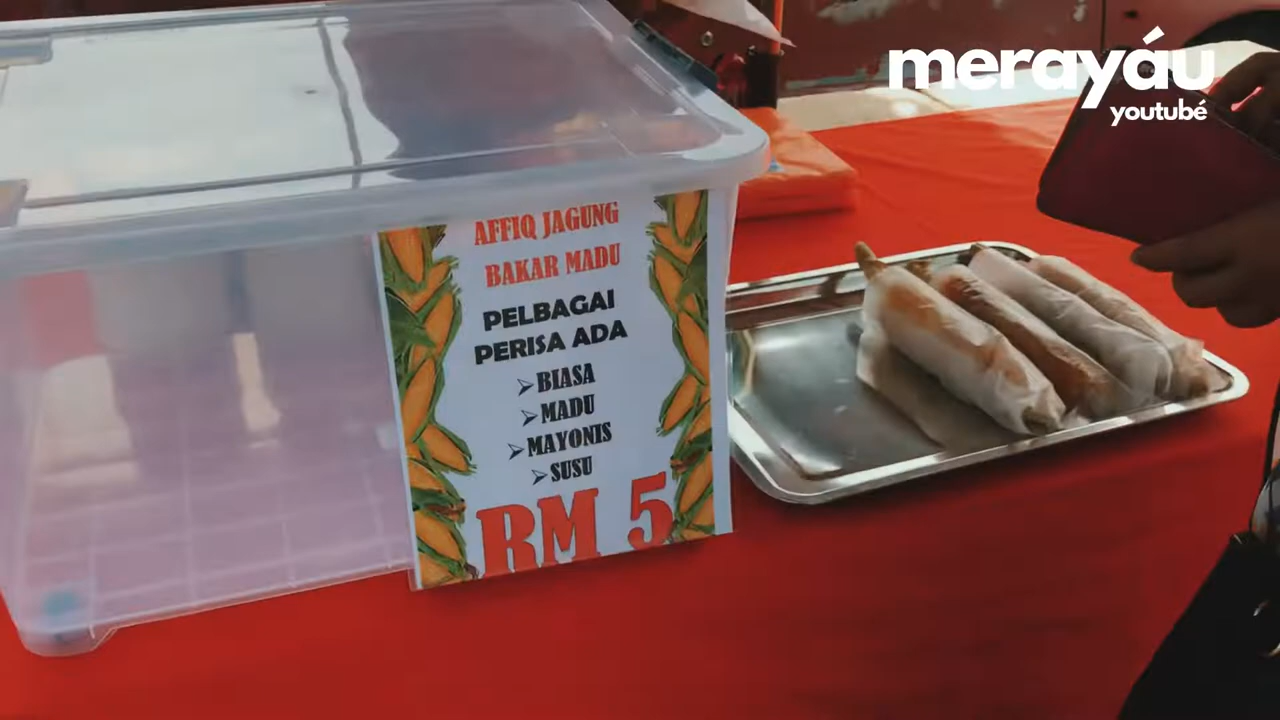 merayáu
youtubé
AFFIQ JAGUNG
BAKAR MADU
PELBAGAI
PERISA ADA
➢BIASA
➢MADU
➢MAYONIS
➢SUSU
RM 5